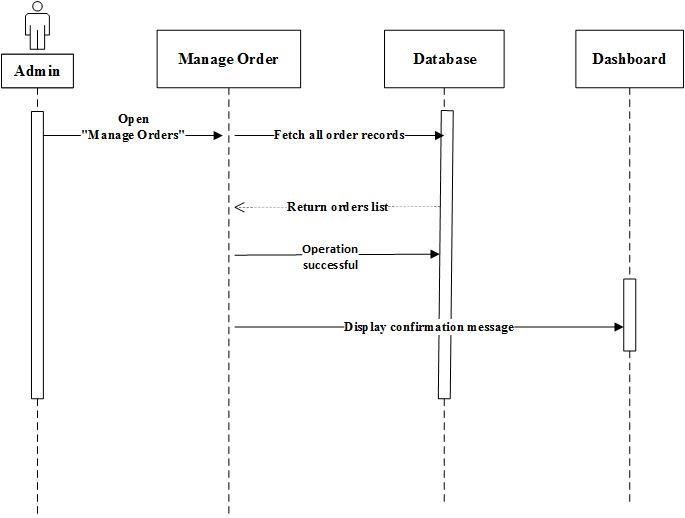 Admin
Manage Order
Database
Dashboard
Open
"Manage Orders"
Fetch all order records
Return orders list
Operation
successful
Display confirmation message